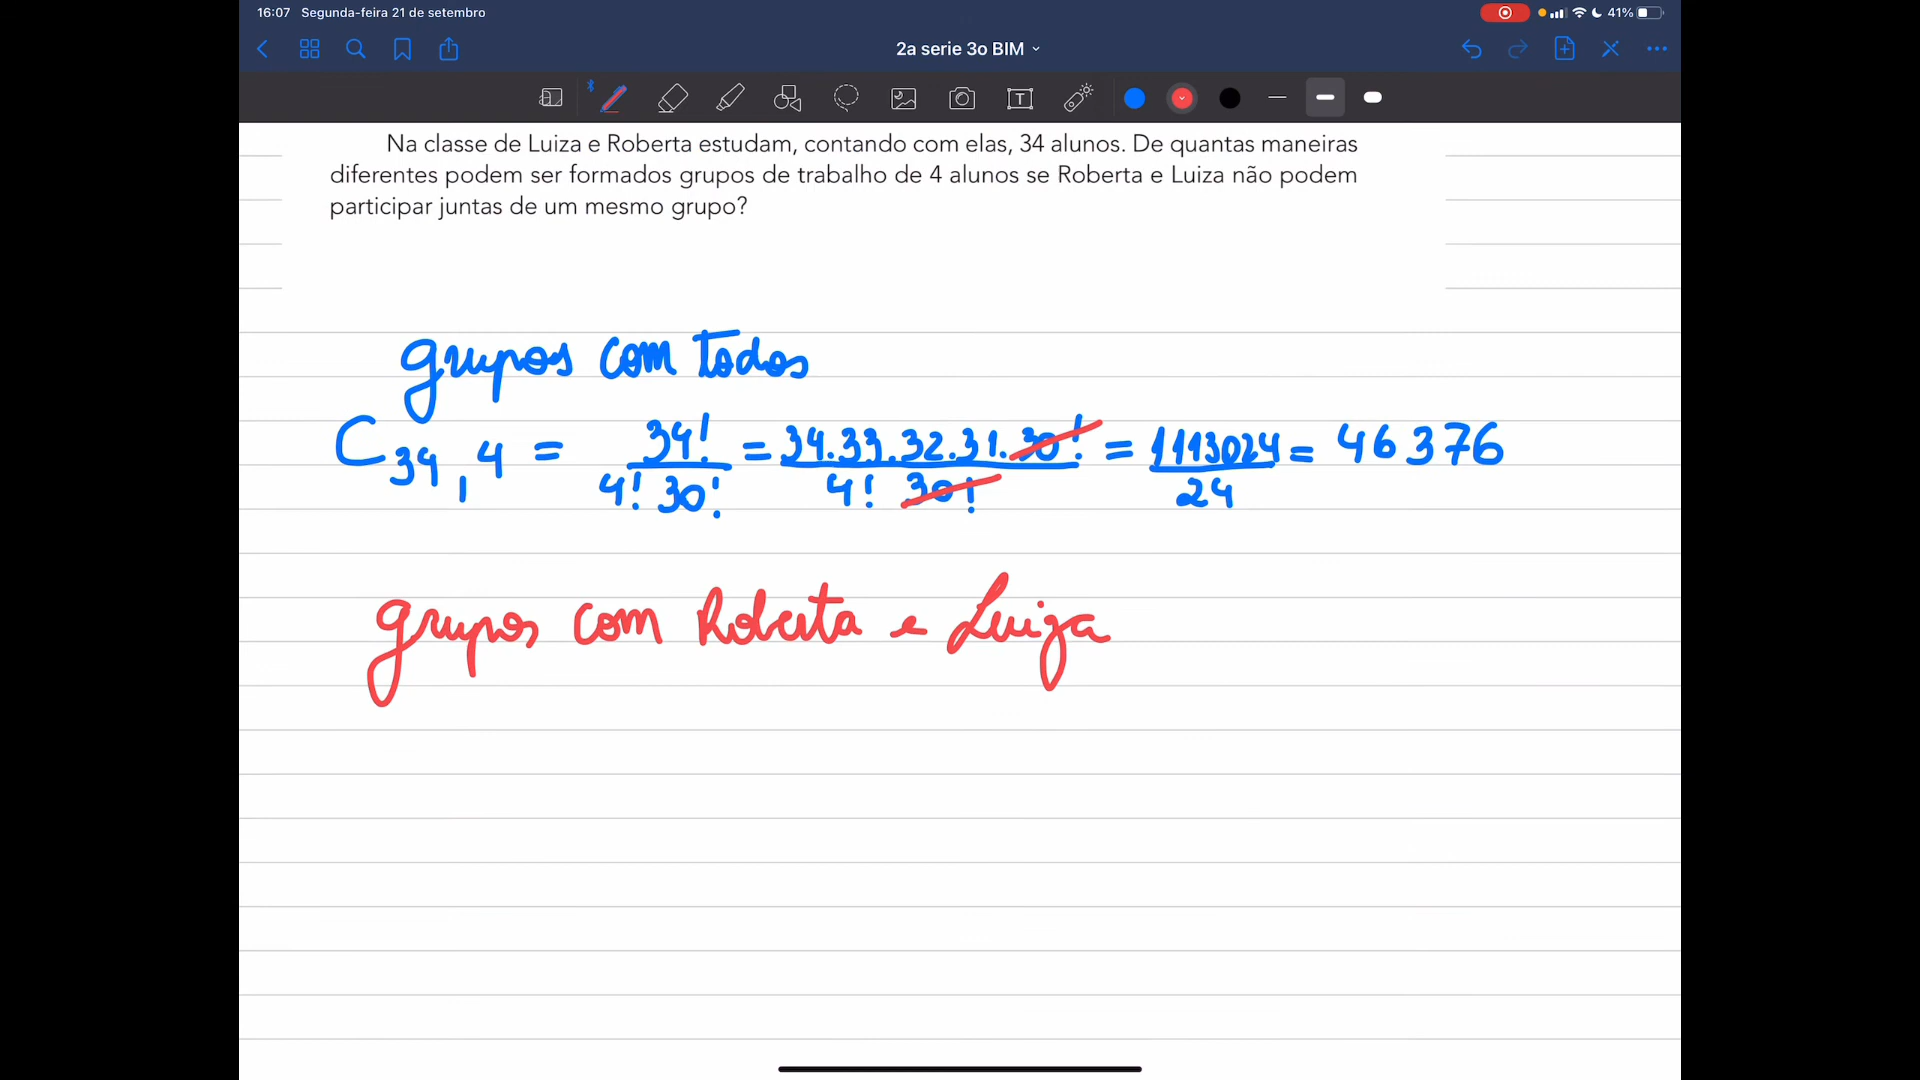 16:07 Segunda-feira 21 de setembro
41%
2a serie 3o BIM
T
Na classe de Luiza e Roberta estudam, contando com elas, 34 alunos. De quantas maneiras
diferentes podem ser formados grupos de trabalho de 4 alunos se Roberta e Luiza não podem
participar juntas de um mesmo grupo?
grupos com todos
C34,4 = 34!/4! 30! = 34.33.32.31.30!/4! 30! = 1113024/24 = 46376
grupos com Roberta e Luiza